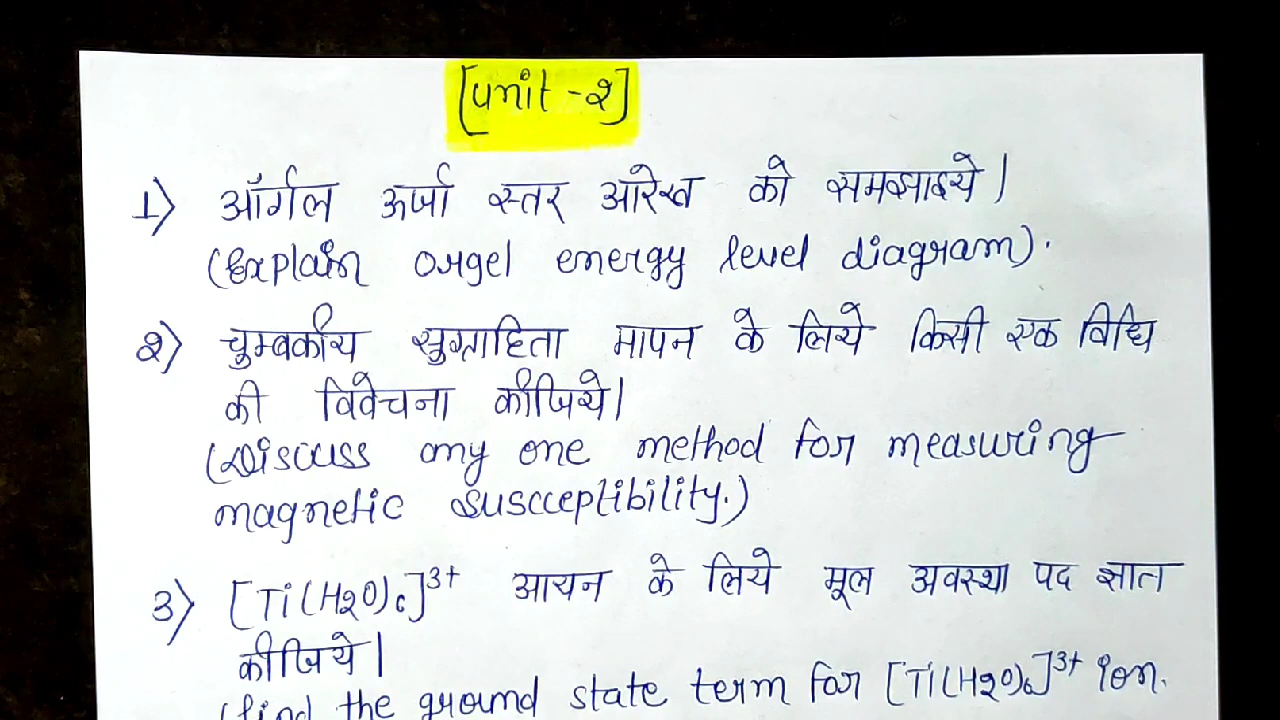 [Unit-2]
1) ऑर्गल ऊर्जा स्तर आरेख को समझाइये।
(Explain orgel energy level diagram).
2) चुम्बकीय सुग्राहिता मापन के लिये किसी एक विधि
की विवेचना कीजिये।
(Discuss any one method for measuring
magnetic susceptibility.)
3) [Ti(H2O)6]3+ आयन के लिये मूल अवस्था पद ज्ञात
कीजिये।
(find the ground state term for [Ti(H2O)6]3+ ion.